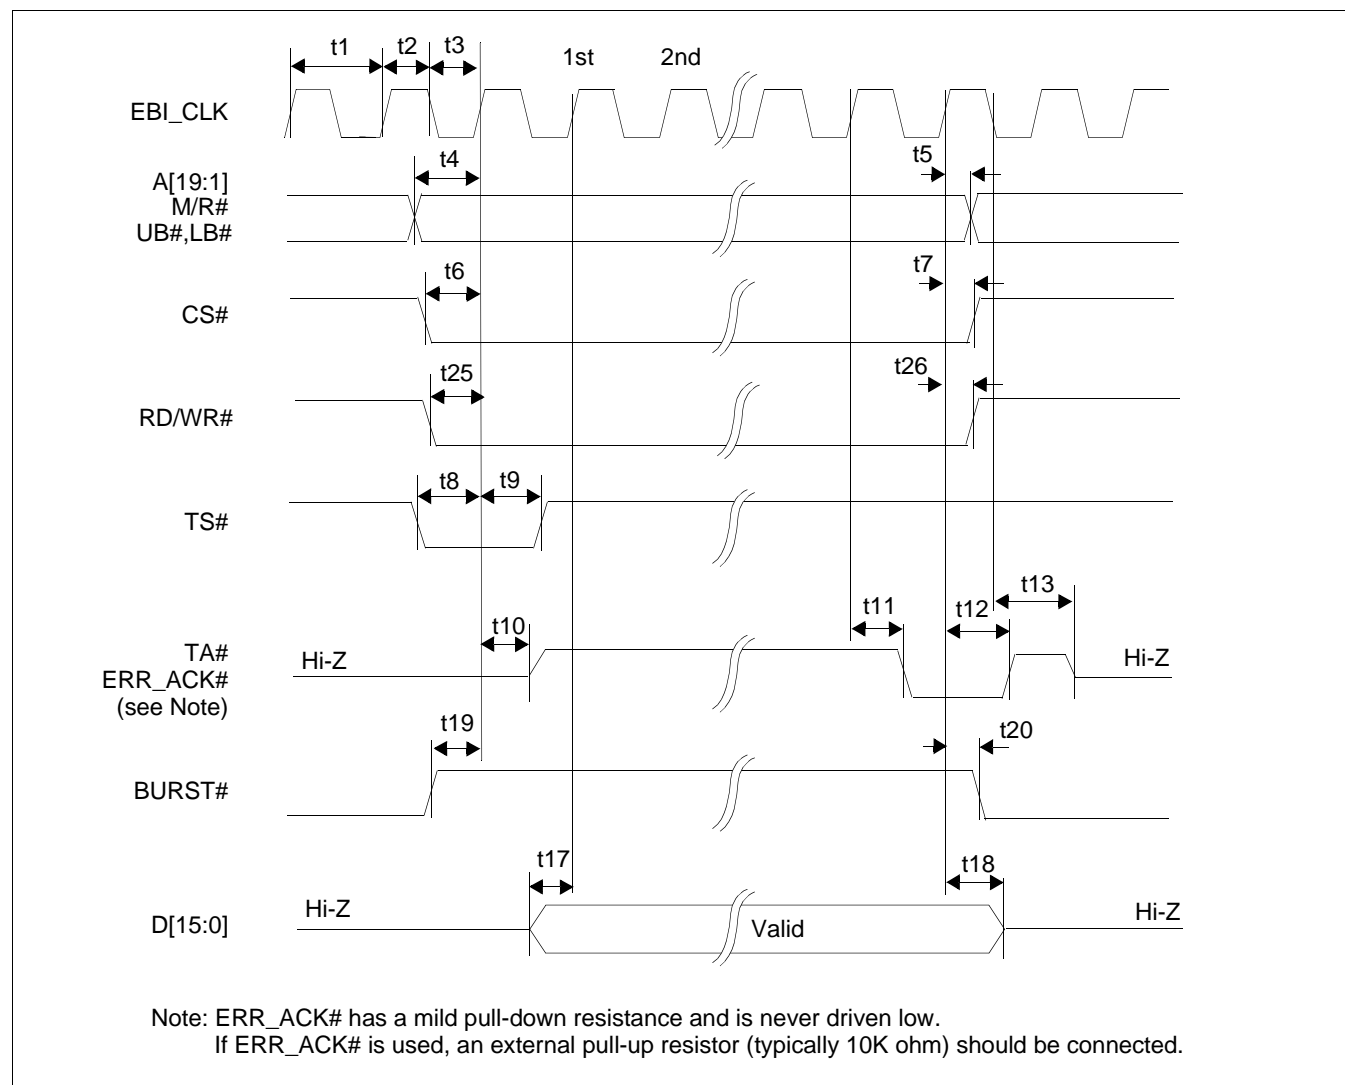 t1 t2 t3 1st 2nd
EBI_CLK
t4 t5
A[19:1]
M/R#
UB#,LB#
t6 t7
CS#
t25 t26
RD/WR#
t8 t9
TS#
t10 t11 t12 t13
TA#
ERR_ACK#
(see Note)
Hi-Z Hi-Z
t19 t20
BURST#
t17 t18
D[15:0] Hi-Z Valid Hi-Z
Note: ERR_ACK# has a mild pull-down resistance and is never driven low.
If ERR_ACK# is used, an external pull-up resistor (typically 10K ohm) should be connected.